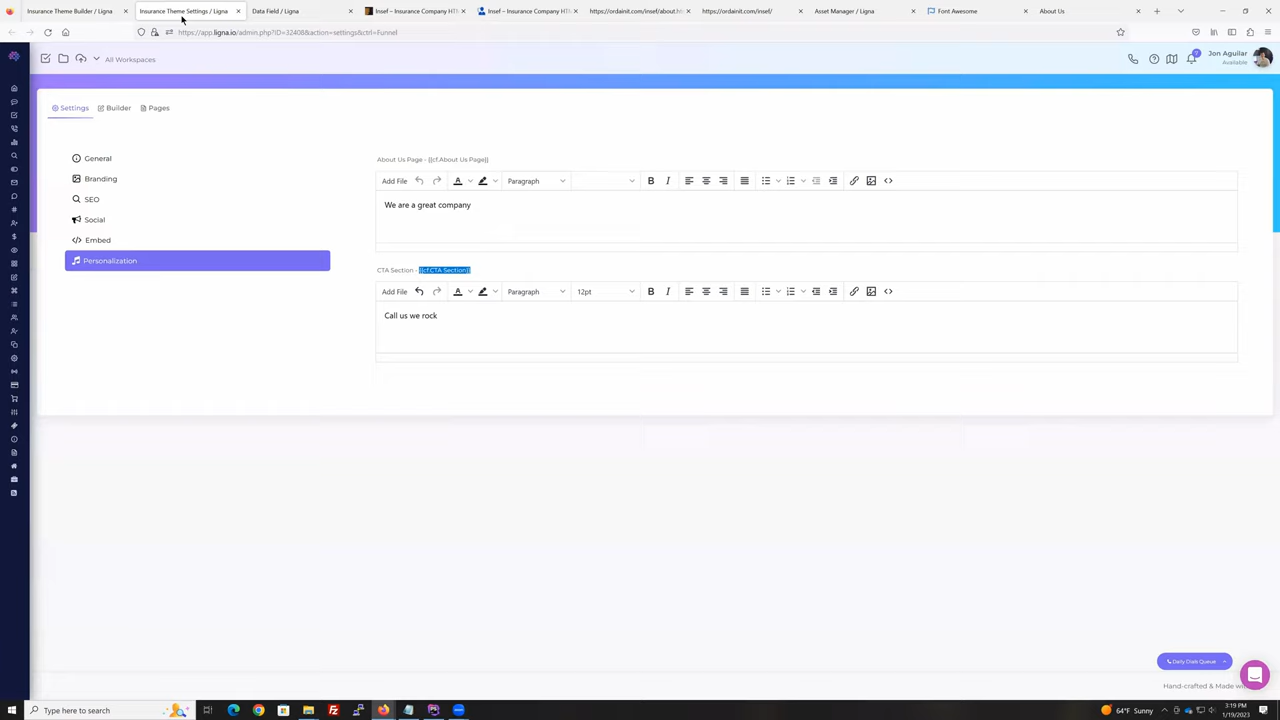 Insurance Theme Builder / Ligna
Insurance Theme Settings / Ligna
Data Field / Ligna
Insef – Insurance Company HTM
Insef – Insurance Company HTM
https://ordainit.com/insef/about.ht
https://ordainit.com/insef/
Asset Manager / Ligna
Font Awesome
About Us
https://app.ligna.io/admin.php?ID=32408&action=settings&ctrl=Funnel
All Workspaces
7
Jon Aguilar
Available
Settings
Builder
Pages
General
Branding
SEO
Social
Embed
Personalization
About Us Page - {{cf.About Us Page}}
Add File
Paragraph
B
I
We are a great company
CTA Section - {{cf.CTA Section}}
Add File
Paragraph
12pt
B
I
Call us we rock
Daily Dials Queue
Hand-crafted & Made wi
Type here to search
64°F Sunny
3:19 PM
1/19/2023